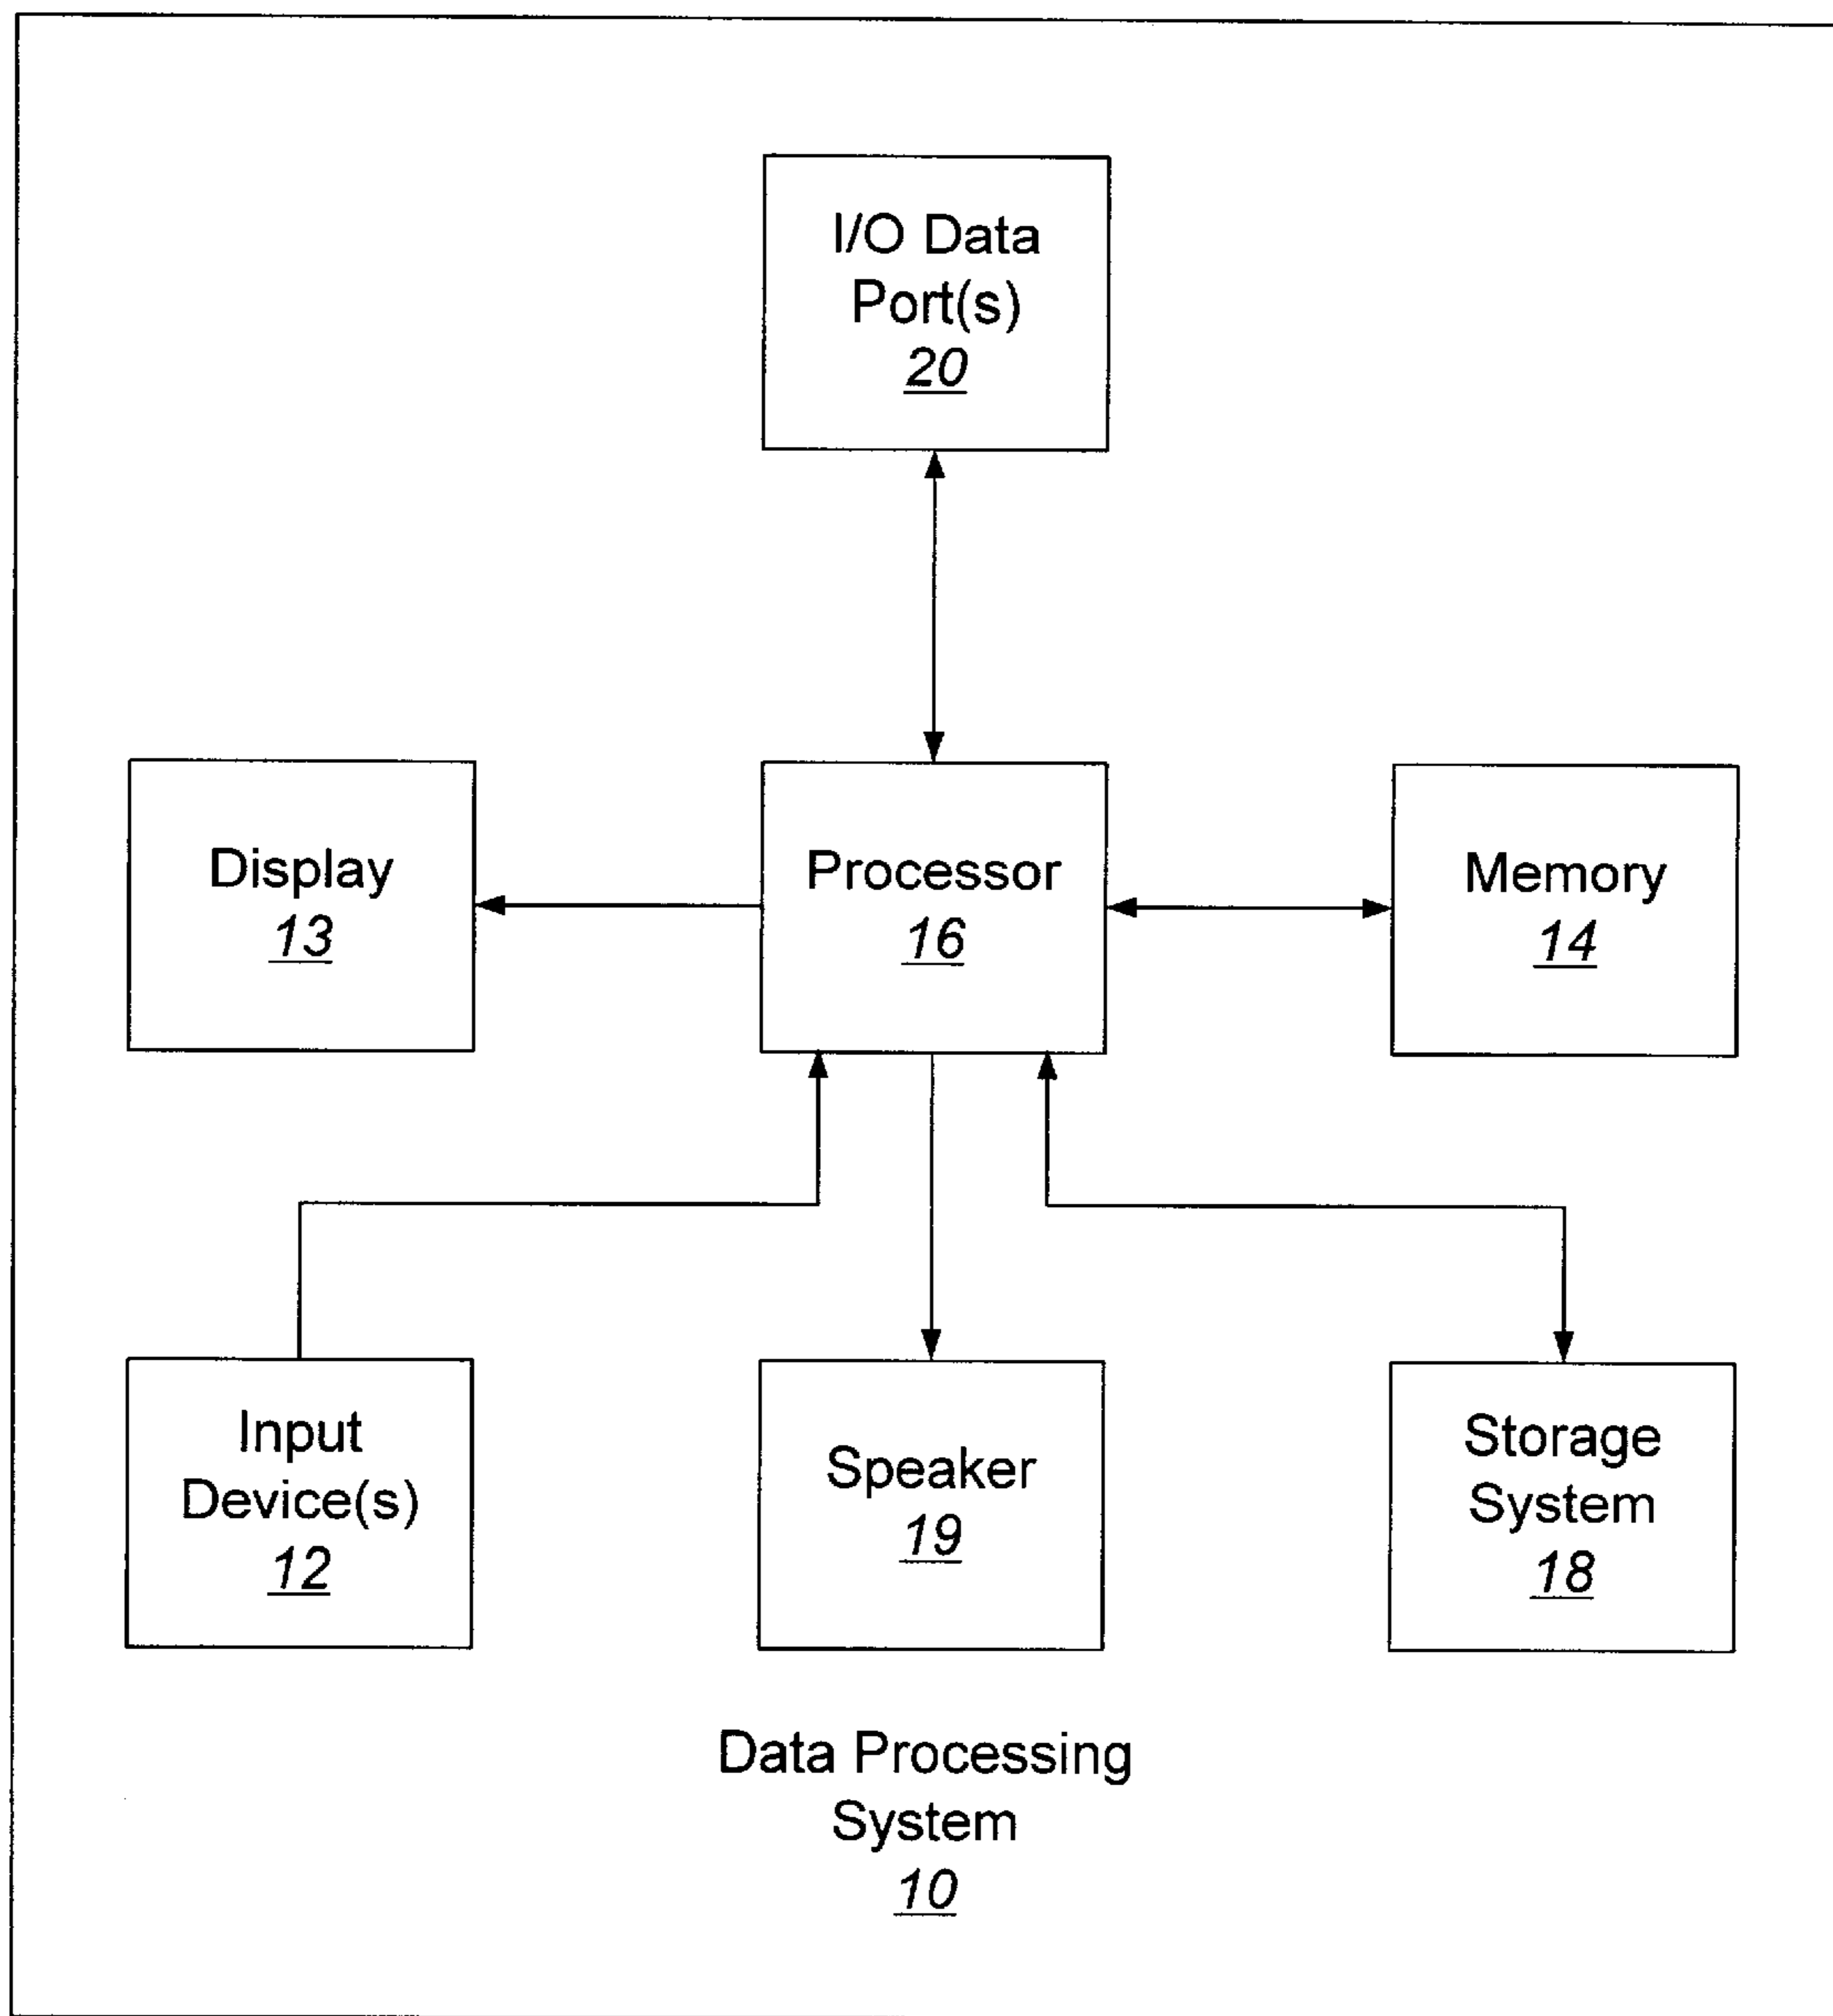 I/O Data
Port(s)
20
Display
13
Processor
16
Memory
14
Input
Device(s)
12
Speaker
19
Storage
System
18
Data Processing
System
10